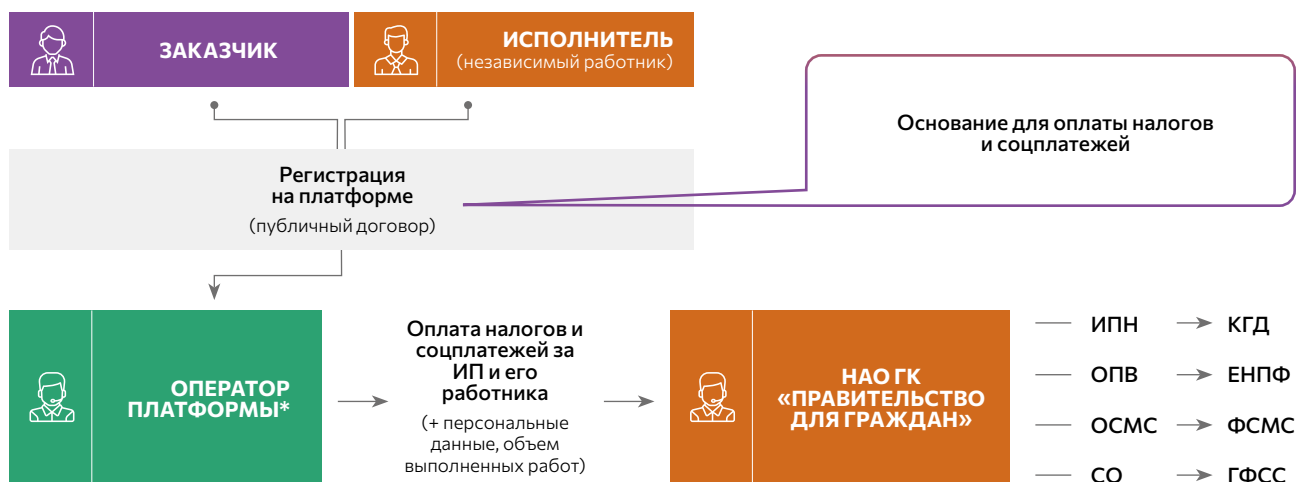 ЗАКАЗЧИК
ИСПОЛНИТЕЛЬ
(независимый работник)
Основание для оплаты налогов
и соцплатежей
Регистрация
на платформе
(публичный договор)
ОПЕРАТОР
ПЛАТФОРМЫ*
Оплата налогов и
соцплатежей за
ИП и его
работника
(+ персональные
данные, объем
выполненных работ)
НАО ГК
«ПРАВИТЕЛЬСТВО
ДЛЯ ГРАЖДАН»
ИПН КГД
ОПВ ЕНПФ
ОСМС ФСМС
СО ГФСС